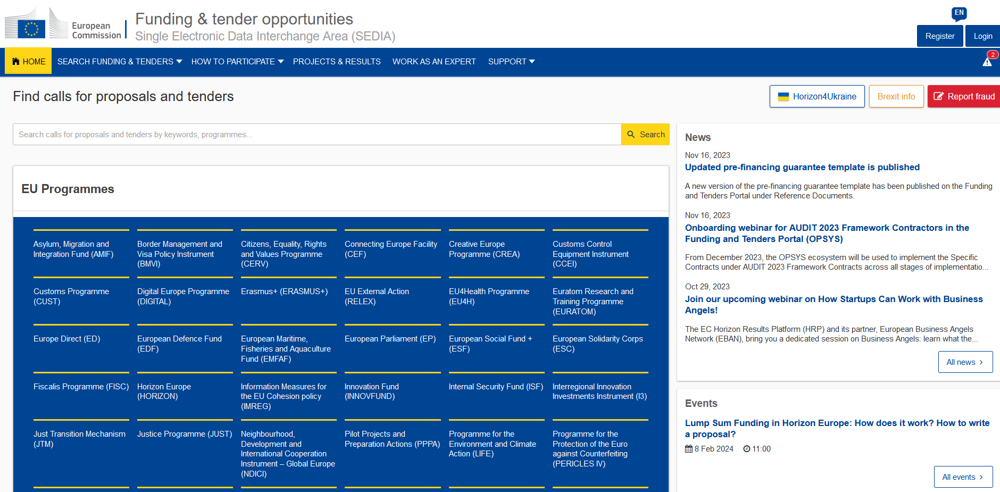 European
Commission
Funding & tender opportunities
Single Electronic Data Interchange Area (SEDIA)
EN
Register
Login
HOME
SEARCH FUNDING & TENDERS
HOW TO PARTICIPATE
PROJECTS & RESULTS
WORK AS AN EXPERT
SUPPORT
2
Find calls for proposals and tenders
Horizon4Ukraine
Brexit info
Report fraud
Search calls for proposals and tenders by keywords, programmes...
Search
EU Programmes
Asylum, Migration and
Integration Fund (AMIF)
Border Management and
Visa Policy Instrument
(BMVI)
Citizens, Equality, Rights
and Values Programme
(CERV)
Connecting Europe Facility
(CEF)
Creative Europe
Programme (CREA)
Customs Control
Equipment Instrument
(CCEI)
Customs Programme
(CUST)
Digital Europe Programme
(DIGITAL)
Erasmus+ (ERASMUS+)
EU External Action
(RELEX)
EU4Health Programme
(EU4H)
Euratom Research and
Training Programme
(EURATOM)
Europe Direct (ED)
European Defence Fund
(EDF)
European Maritime,
Fisheries and Aquaculture
Fund (EMFAF)
European Parliament (EP)
European Social Fund +
(ESF)
European Solidarity Corps
(ESC)
Fiscalis Programme (FISC)
Horizon Europe
(HORIZON)
Information Measures for
the EU Cohesion policy
(IMREG)
Innovation Fund
(INNOVFUND)
Internal Security Fund (ISF)
Interregional Innovation
Investments Instrument (I3)
Just Transition Mechanism
(JTM)
Justice Programme (JUST)
Neighbourhood,
Development and
International Cooperation
Instrument – Global Europe
(NDICI)
Pilot Projects and
Preparation Actions (PPPA)
Programme for the
Environment and Climate
Action (LIFE)
Programme for the
Protection of the Euro
against Counterfeiting
(PERICLES IV)
News
Nov 16, 2023
Updated pre-financing guarantee template is published
A new version of the pre-financing guarantee template has been published on the Funding
and Tenders Portal under Reference Documents.
Nov 16, 2023
Onboarding webinar for AUDIT 2023 Framework Contractors in the
Funding and Tenders Portal (OPSYS)
From December 2023, the OPSYS ecosystem will be used to implement the Specific
Contracts under AUDIT 2023 Framework Contracts across all stages of implementatio...
Oct 29, 2023
Join our upcoming webinar on How Startups Can Work with Business
Angels!
The EC Horizon Results Platform (HRP) and its partner, European Business Angels
Network (EBAN), bring you a dedicated session on Business Angels: learn what the...
All news
Events
Lump Sum Funding in Horizon Europe: How does it work? How to write
a proposal?
8 Feb 2024 11:00
All events